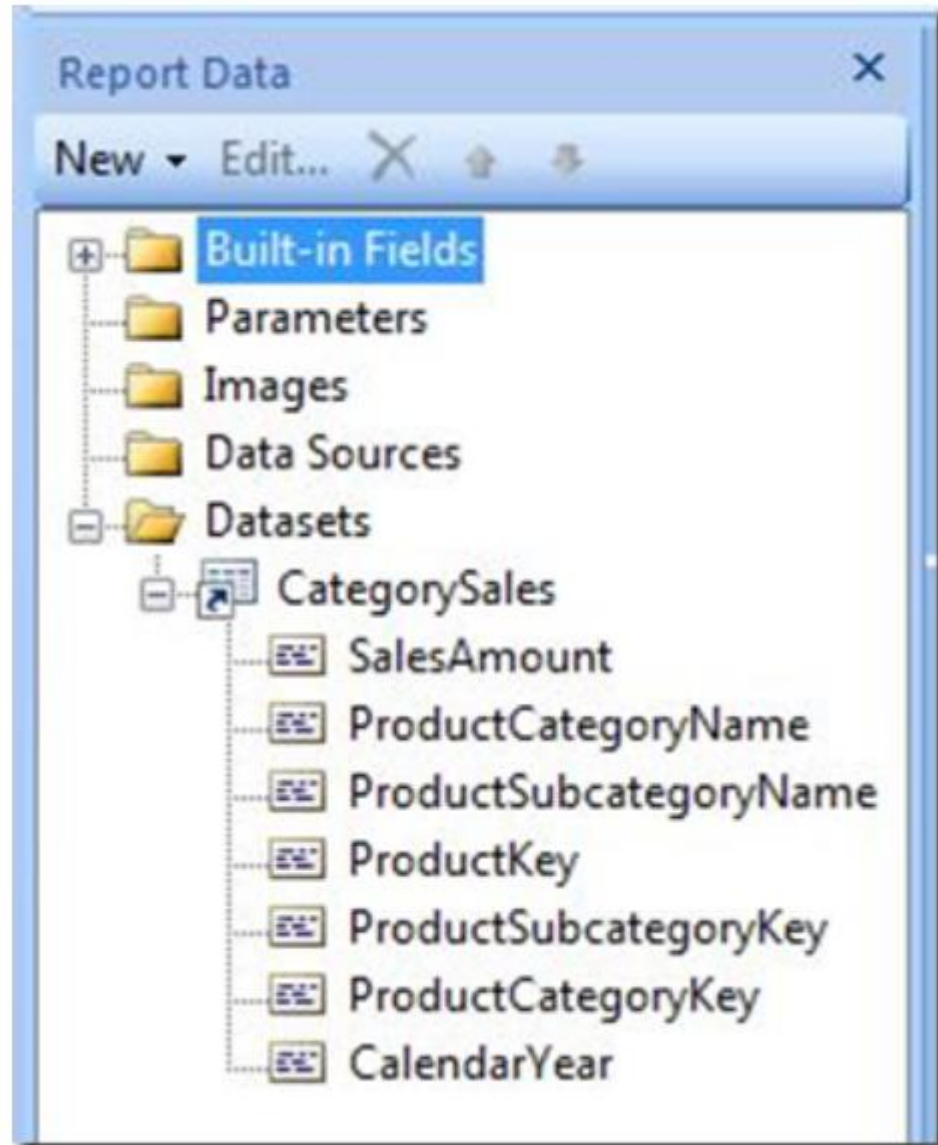 Report Data
New Edit...
Built-in Fields
Parameters
Images
Data Sources
Datasets
CategorySales
SalesAmount
ProductCategoryName
ProductSubcategoryName
ProductKey
ProductSubcategoryKey
ProductCategoryKey
CalendarYear